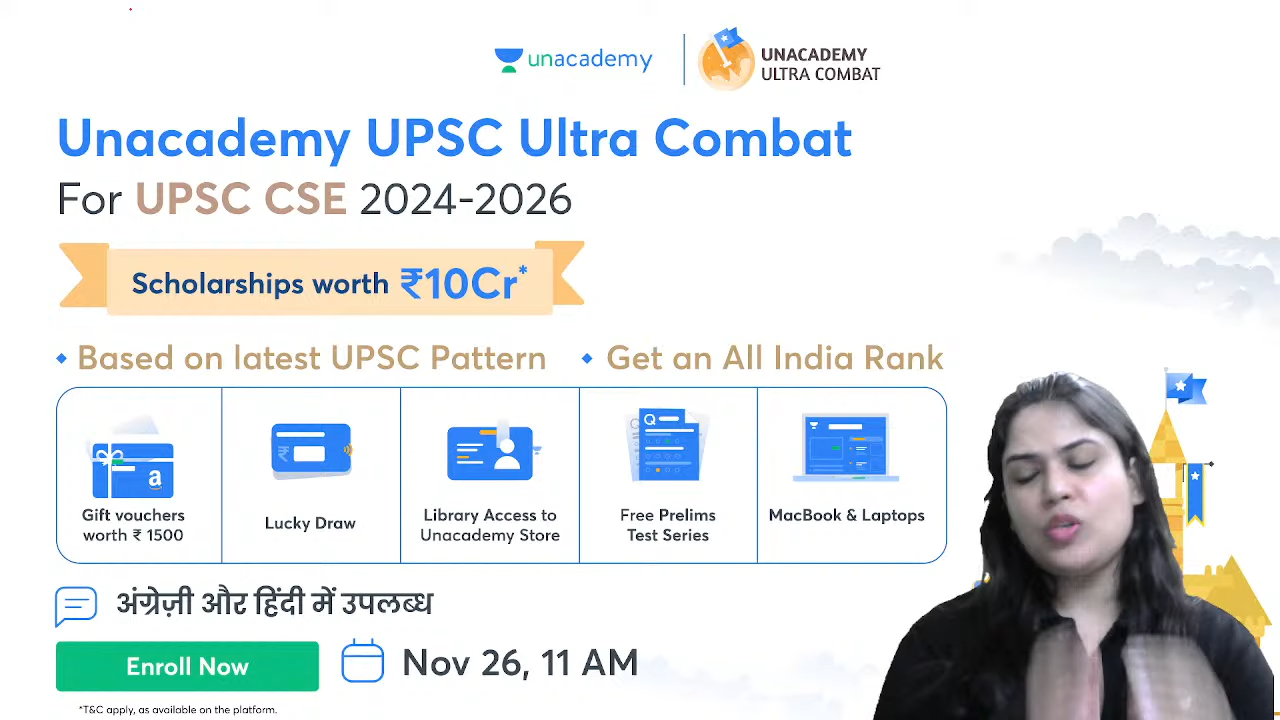 unacademy
UNACADEMY
ULTRA COMBAT
Unacademy UPSC Ultra Combat
For UPSC CSE 2024-2026
Scholarships worth ₹10Cr*
Based on latest UPSC Pattern
Get an All India Rank
a
Gift vouchers
worth ₹ 1500
₹
Lucky Draw
Library Access to
Unacademy Store
Q
Free Prelims
Test Series
MacBook & Laptops
अंग्रेज़ी और हिंदी में उपलब्ध
Enroll Now
Nov 26, 11 AM
*T&C apply, as available on the platform.